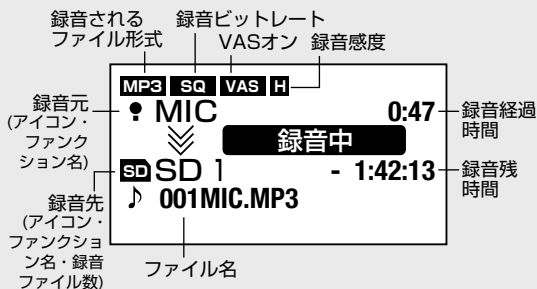 録音される
ファイル形式
録音ビットレート
VASオン
録音感度
MP3 SQ VAS H
録音元
(アイコン・
ファンク
ション名)
MIC 0:47
録音経過
時間
録音中
SD SD 1 - 1:42:13
録音残
時間
録音先
(アイコン・
ファンクショ
ン名・録音
ファイル数)
001MIC.MP3
ファイル名